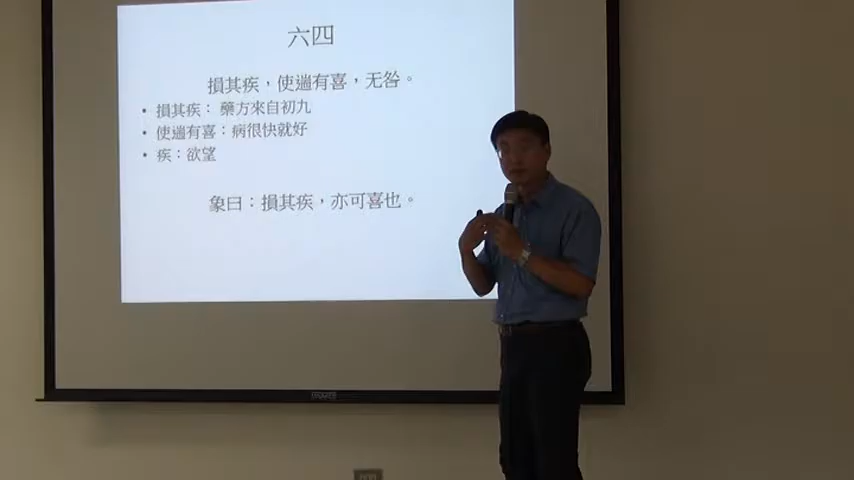 六四
損其疾，使遄有喜，无咎。
• 損其疾： 藥方來自初九
• 使遄有喜：病很快就好
• 疾：欲望
象曰：損其疾，亦可喜也。